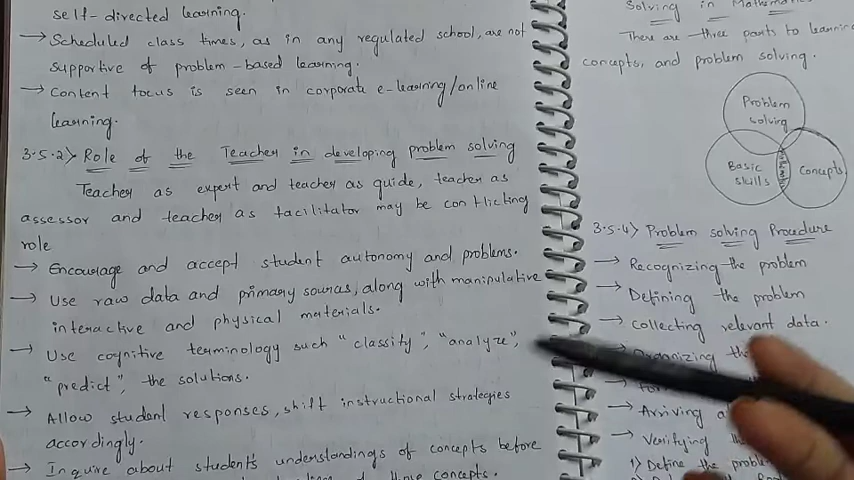 self-directed learning.
→ Scheduled class times, as in any regulated school, are not
supportive of problem-based learning.
→ Content focus is seen in corporate e-learning/online
learning.
3.5.2> Role of the Teacher in developing problem solving
Teacher as expert and teacher as guide, teacher as
assessor and teacher as facilitator may be conflicting
role
→ Encourage and accept student autonomy and problems.
→ Use raw data and primary sources, along with manipulative
interactive and physical materials.
→ Use cognitive terminology such "classify", "analyze",
"predict", the solutions.
→ Allow student responses, shift instructional strategies
accordingly.
→ Inquire about student's understandings of concepts before
concepts.
Solving in
There are three parts to learning
concepts, and problem solving.
Problem
solving
Basic
skills
Concepts
3.5.4> Problem solving Procedure
→ Recognizing the problem
→ Defining the problem
→ Collecting relevant data.
→ Organizing
→ Arriving
→ Verifying
1) Define the